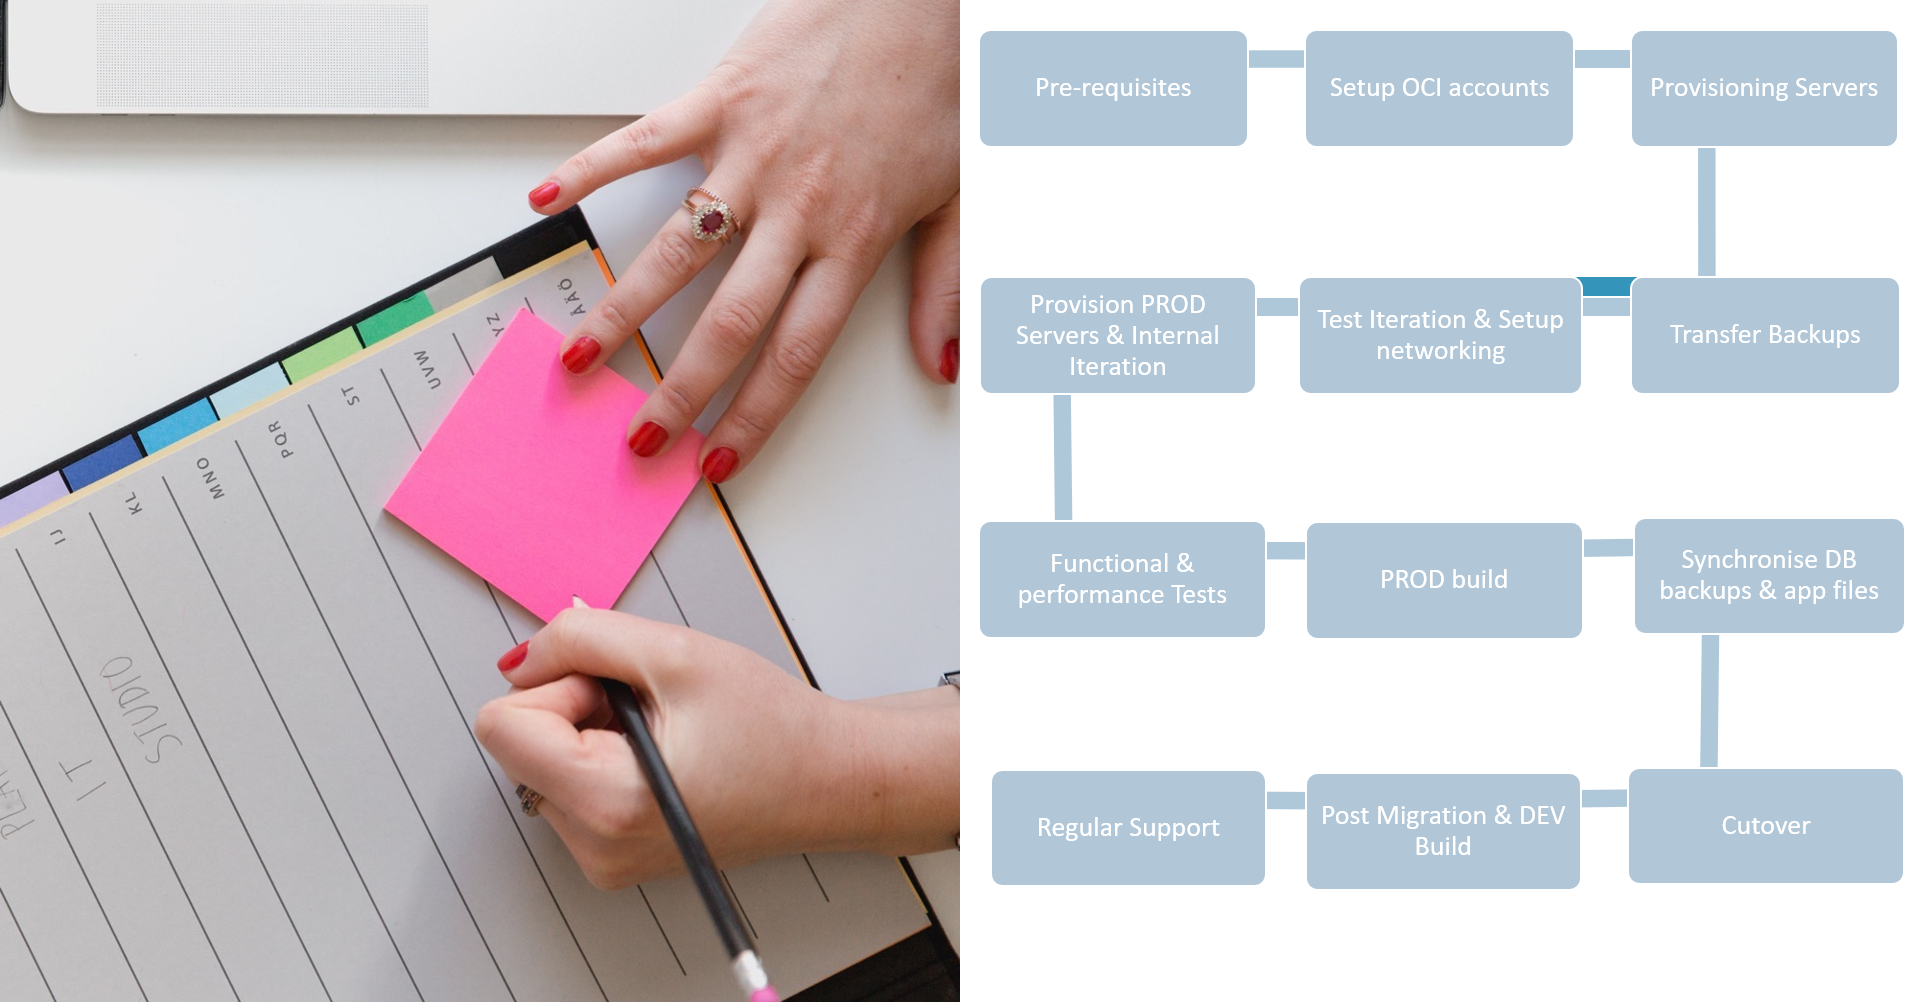 ÅÄÖ
YZ
UVW
ST
PQR
MNO
KL
IJ
STUDIO
IT
Pre-requisites
Setup OCI accounts
Provisioning Servers
Provision PROD
Servers & Internal
Iteration
Test Iteration & Setup
networking
Transfer Backups
Functional &
performance Tests
PROD build
Synchronise DB
backups & app files
Regular Support
Post Migration & DEV
Build
Cutover